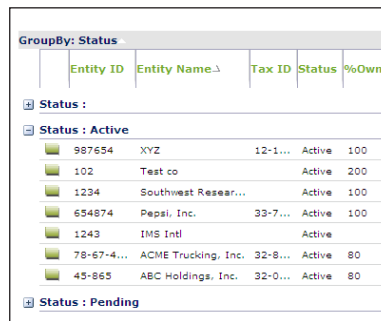 GroupBy: Status
Entity ID Entity Name Tax ID Status %Own
Status :
Status : Active
987654 XYZ 12-1... Active 100
102 Test co Active 200
1234 Southwest Resear... Active 100
654874 Pepsi, Inc. 33-7... Active 100
1243 IMS Intl Active
78-67-4... ACME Trucking, Inc. 32-8... Active 80
45-865 ABC Holdings, Inc. 32-0... Active 80
Status : Pending